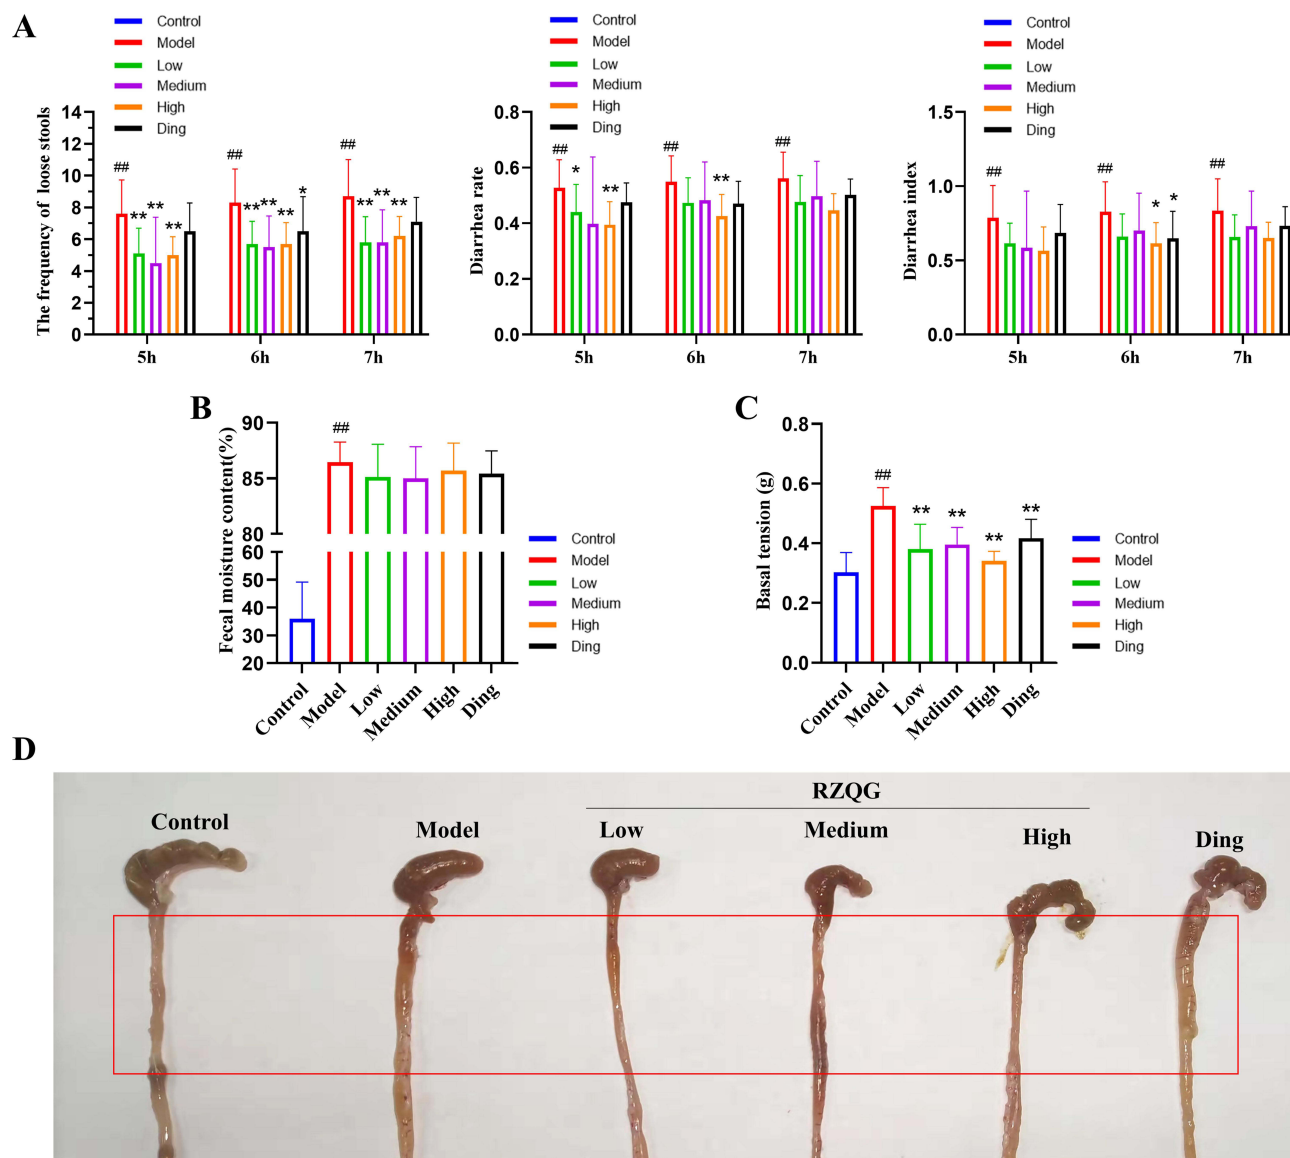 A
Control
Model
Low
Medium
High
Ding
The frequency of loose stools
14
12
10
8
6
4
2
0
##
**
**
**
##
**
**
**
*
##
**
**
**
5h
6h
7h
Control
Model
Low
Medium
High
Ding
Diarrhea rate
0.8
0.6
0.4
0.2
0.0
##
*
**
##
**
##
5h
6h
7h
Control
Model
Low
Medium
High
Ding
Diarrhea index
1.5
1.0
0.5
0.0
##
##
*
*
##
5h
6h
7h
B
Fecal moisture content(%)
90
85
80
60
50
40
30
20
##
Control
Model
Low
Medium
High
Ding
Control
Model
Low
Medium
High
Ding
C
Basal tension (g)
0.8
0.6
0.4
0.2
0.0
##
**
**
**
**
Control
Model
Low
Medium
High
Ding
Control
Model
Low
Medium
High
Ding
D
RZQG
Control
Model
Low
Medium
High
Ding